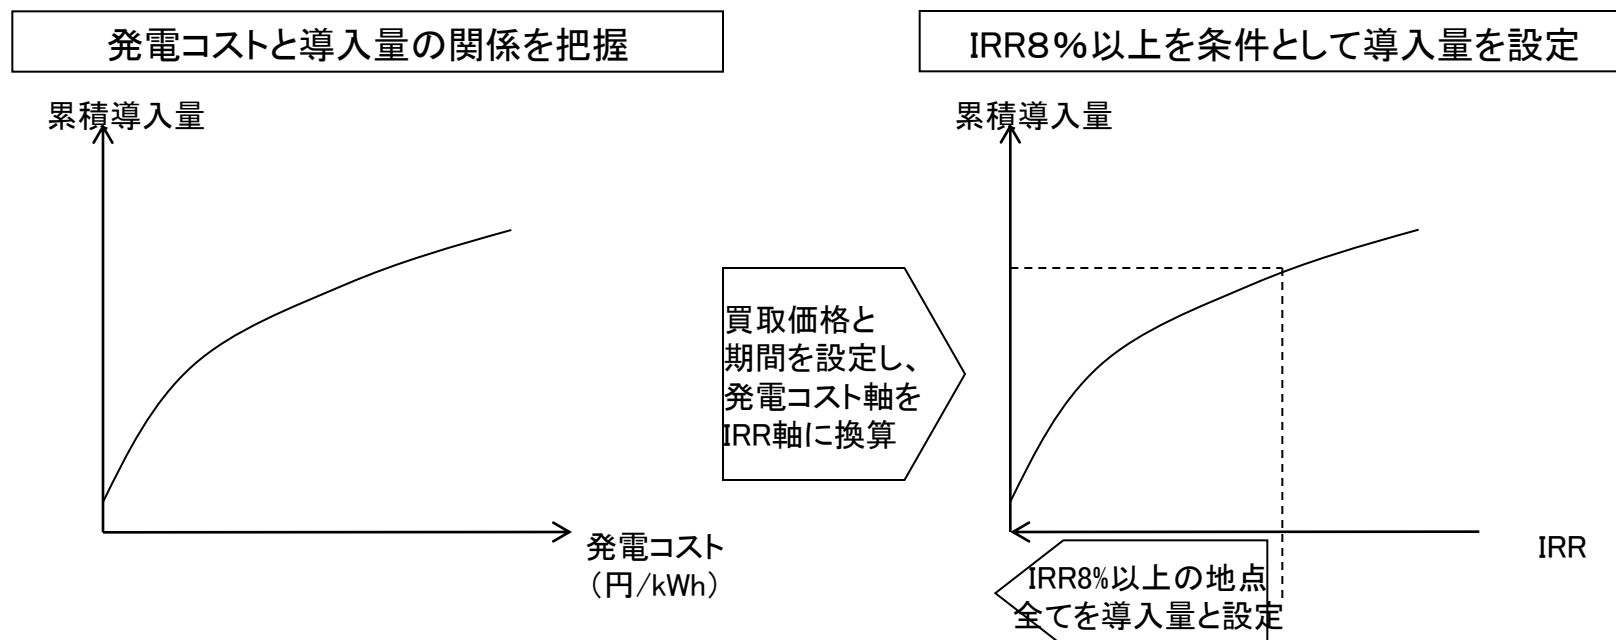 発電コストと導入量の関係を把握
IRR8%以上を条件として導入量を設定
累積導入量
累積導入量
買取価格と
期間を設定し、
発電コスト軸を
IRR軸に換算
発電コスト
(円/kWh)
IRR
IRR8%以上の地点
全てを導入量と設定